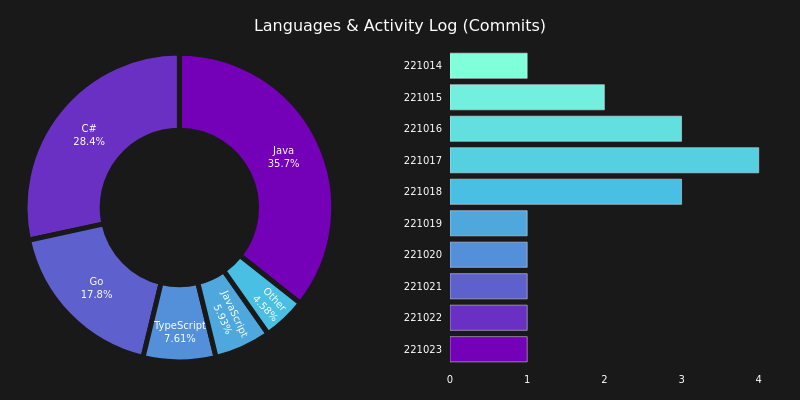 Languages & Activity Log (Commits)
Java
35.7%
C#
28.4%
Go
17.8%
TypeScript
7.61%
JavaScript
5.93%
Other
4.58%
221014
221015
221016
221017
221018
221019
221020
221021
221022
221023
0 1 2 3 4